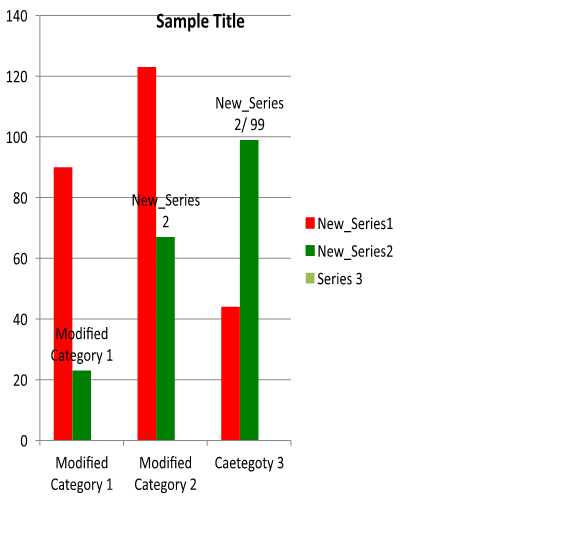 Sample Title
140
120
100
80
60
40
20
0
New_Series
2/ 99
New_Series
2
Modified
Category 1
Modified
Category 1
Modified
Category 2
Caetegoty 3
New_Series1
New_Series2
Series 3